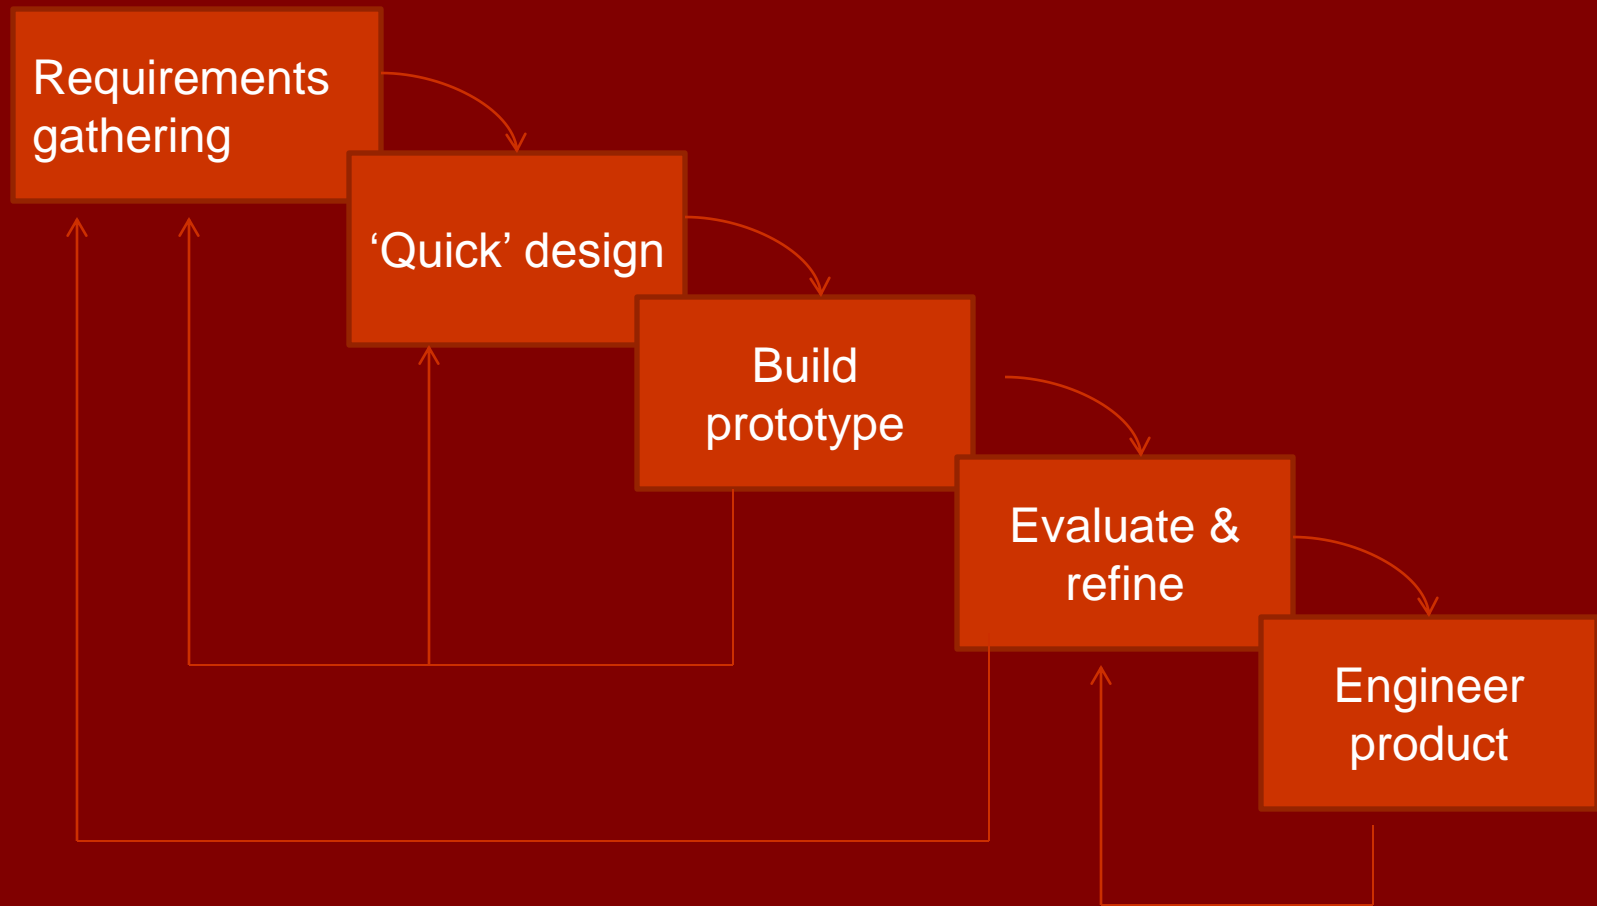 Requirements
gathering
‘Quick’ design
Build
prototype
Evaluate &
refine
Engineer
product